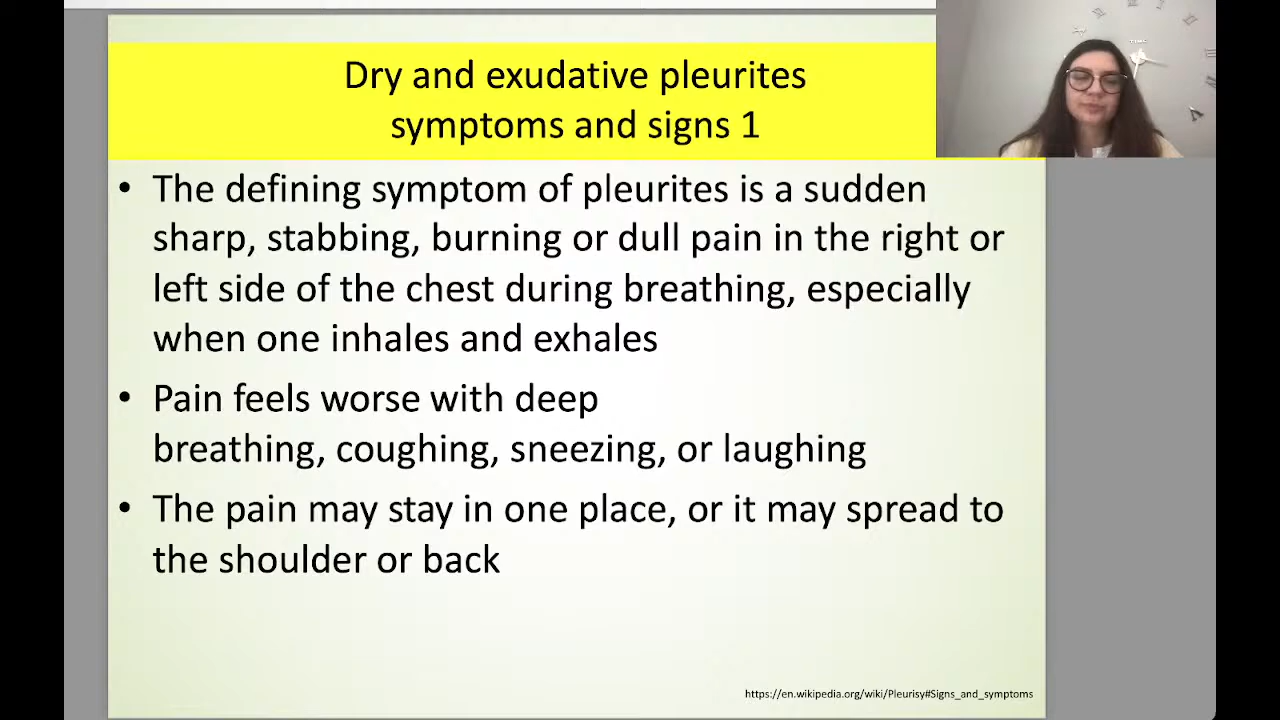 Dry and exudative pleurites
symptoms and signs 1
• The defining symptom of pleurites is a sudden
sharp, stabbing, burning or dull pain in the right or
left side of the chest during breathing, especially
when one inhales and exhales
• Pain feels worse with deep
breathing, coughing, sneezing, or laughing
• The pain may stay in one place, or it may spread to
the shoulder or back
https://en.wikipedia.org/wiki/Pleurisy#Signs_and_symptoms